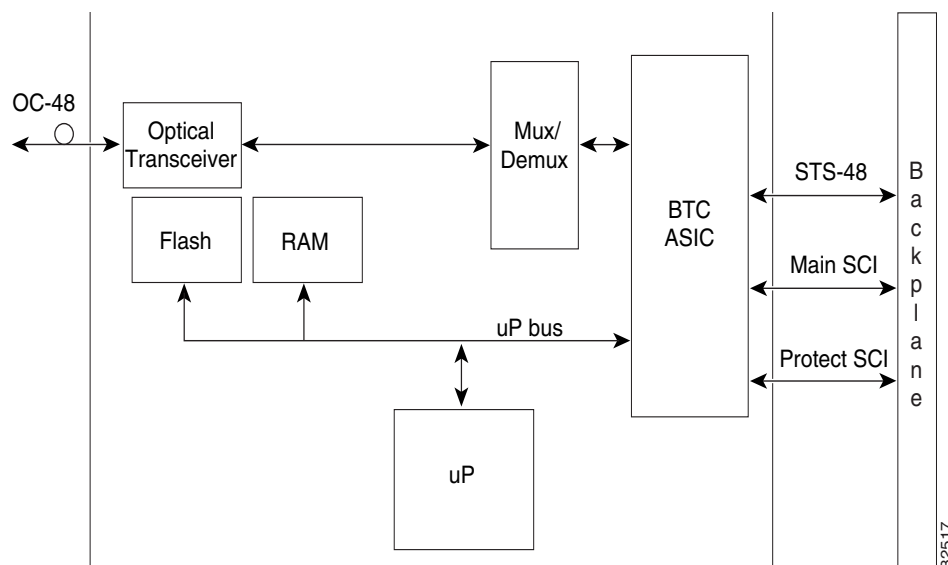 OC-48
Optical
Transceiver
Mux/
Demux
BTC
ASIC
STS-48
Backplane
Flash
RAM
Main SCI
uP bus
Protect SCI
uP